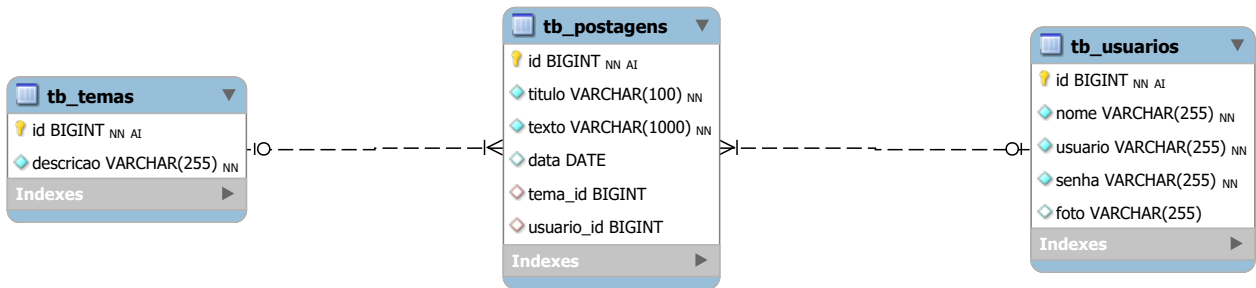 tb_temas
id BIGINT NN AI
descricao VARCHAR(255) NN
Indexes
tb_postagens
id BIGINT NN AI
titulo VARCHAR(100) NN
texto VARCHAR(1000) NN
data DATE
tema_id BIGINT
usuario_id BIGINT
Indexes
tb_usuarios
id BIGINT NN AI
nome VARCHAR(255) NN
usuario VARCHAR(255) NN
senha VARCHAR(255) NN
foto VARCHAR(255)
Indexes